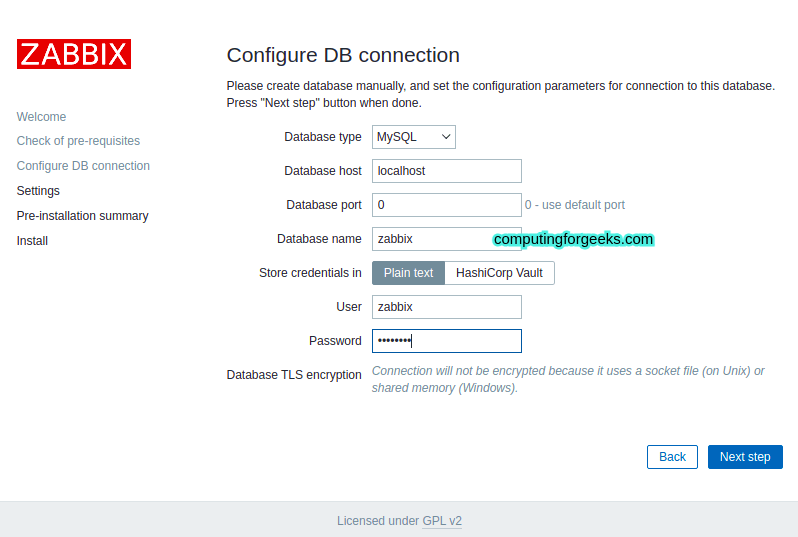 ZABBIX
Welcome
Check of pre-requisites
Configure DB connection
Settings
Pre-installation summary
Install
Configure DB connection
Please create database manually, and set the configuration parameters for connection to this database.
Press "Next step" button when done.
Database type MySQL
Database host localhost
Database port 0 0 - use default port
Database name zabbix computingforgeeks.com
Store credentials in Plain text HashiCorp Vault
User zabbix
Password ••••••••
Database TLS encryption Connection will not be encrypted because it uses a socket file (on Unix) or
shared memory (Windows).
Back Next step
Licensed under GPL v2